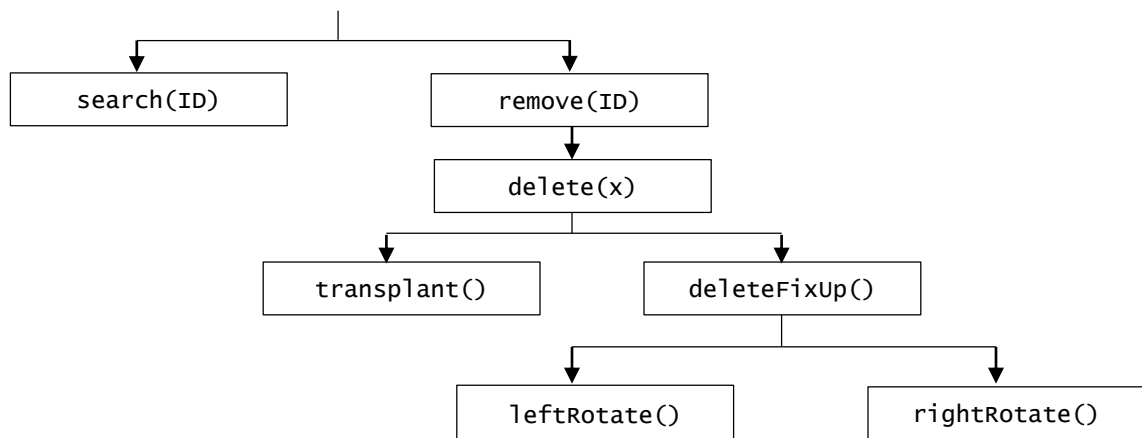 search(ID)
remove(ID)
delete(x)
transplant()
deleteFixUp()
leftRotate()
rightRotate()